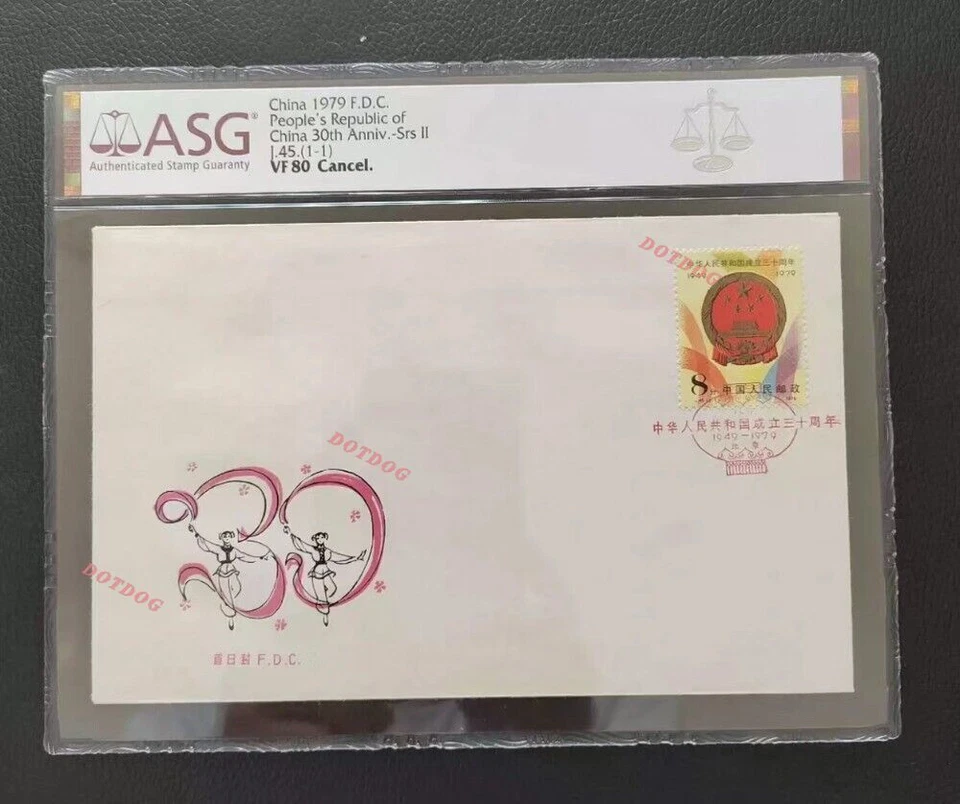 ASG®
Authenticated Stamp Guaranty
China 1979 F.D.C.
People's Republic of
China 30th Anniv.-Srs II
J.45.(1-1)
VF 80 Cancel.
DOTDOG
中华人民共和国成立三十周年
1949 1979
8分 中国人民邮政
中华人民共和国成立三十周年
1949-1979
北京
DOTDOG
30
DOTDOG
首日封 F.D.C.